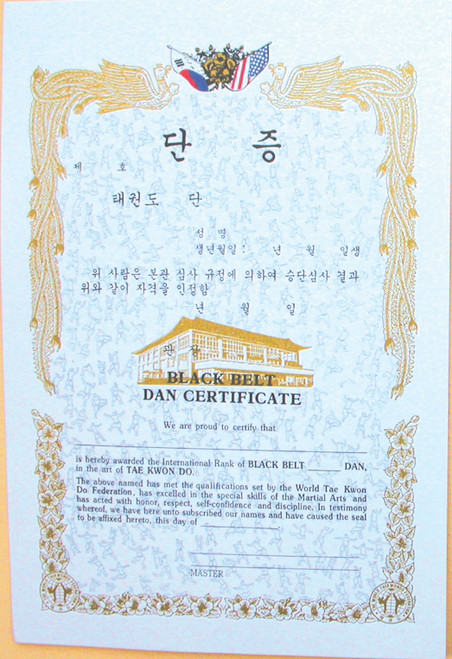 단 증
제 호
태권도 단
성 명
생년월일 : 년 월 일생
위 사람은 본관 심사 규정에 의하여 승단심사 결과
위와 같이 자격을 인정함
년 월 일
관 장
BLACK BELT
DAN CERTIFICATE
We are proud to certify that
is hereby awarded the International Rank of BLACK BELT ______ DAN,
in the art of TAE KWON DO.
The above named has met the qualifications set by the World Tae Kwon
Do Federation, has excelled in the special skills of the Martial Arts and
has acted with honor, respect, self-confidence and discipline. In testimony
whereof, we have here unto subscribed our names and have caused the seal
to be affixed hereto, this day of
MASTER